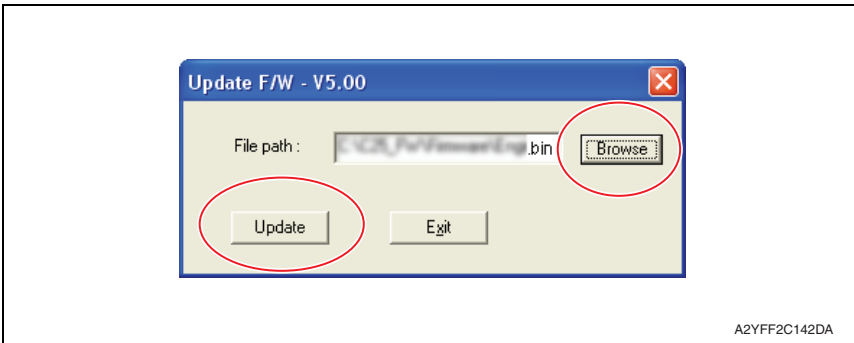 Update F/W - V5.00
File path : .bin Browse
Update Exit
A2YFF2C142DA